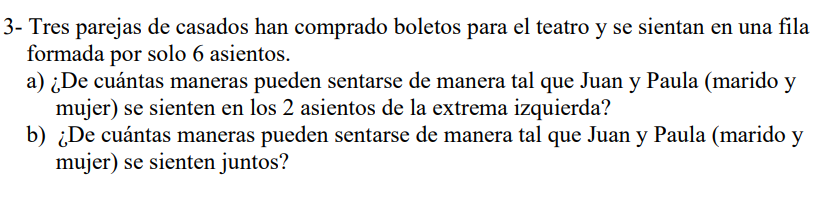 3- Tres parejas de casados han comprado boletos para el teatro y se sientan en una fila
formada por solo 6 asientos.
a) ¿De cuántas maneras pueden sentarse de manera tal que Juan y Paula (marido y
mujer) se sienten en los 2 asientos de la extrema izquierda?
b) ¿De cuántas maneras pueden sentarse de manera tal que Juan y Paula (marido y
mujer) se sienten juntos?